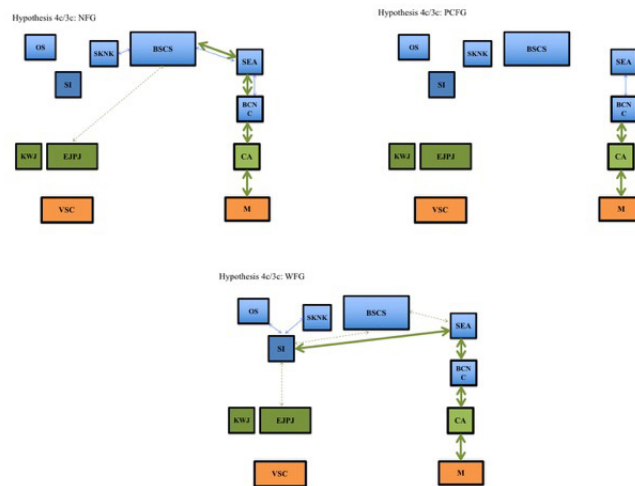 Hypothesis 4c/3c: NFG
OS
SKNK
BSCS
SEA
SI
BCN
C
KWJ
EJPJ
CA
VSC
M
Hypothesis 4c/3c: PCFG
OS
SKNK
BSCS
SEA
SI
BCN
C
KWJ
EJPJ
CA
VSC
M
Hypothesis 4c/3c: WFG
OS
SKNK
BSCS
SEA
SI
BCN
C
KWJ
EJPJ
CA
VSC
M